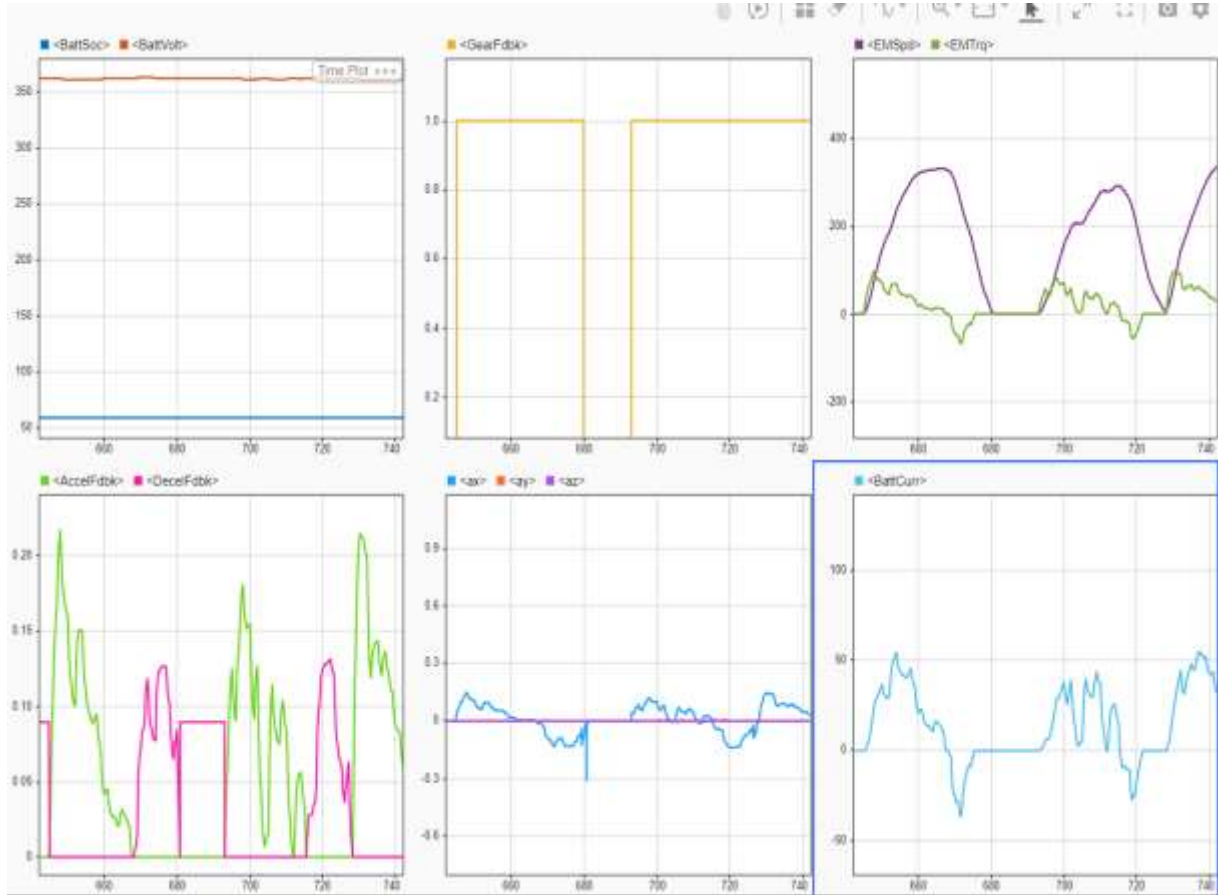 <BattSoc> <BattVolt>
Time Plot
350
300
250
200
150
100
50
660 680 700 720 740
<GearFdbk>
1.0
0.8
0.6
0.4
0.2
660 680 700 720 740
<EMSpd> <EMTrq>
400
200
0
-200
660 680 700 720 740
<AccelFdbk> <DecelFdbk>
0.15
0.10
0.05
0
660 680 700 720 740
<ax> <ay> <az>
0.9
0.6
0.3
0
-0.3
-0.6
660 680 700 720 740
<BattCurr>
100
50
0
-50
660 680 700 720 740